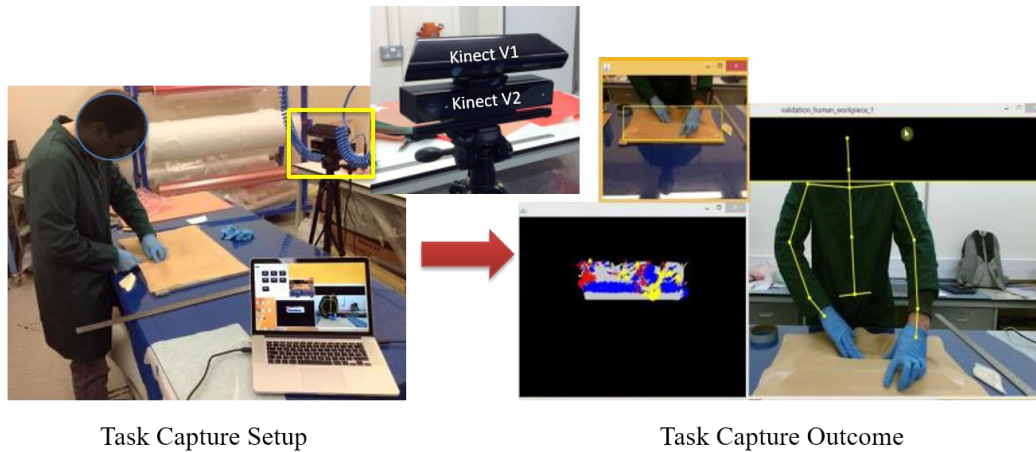 Kinect V1
Kinect V2
validation_human_workpiece_1
Task Capture Setup
Task Capture Outcome